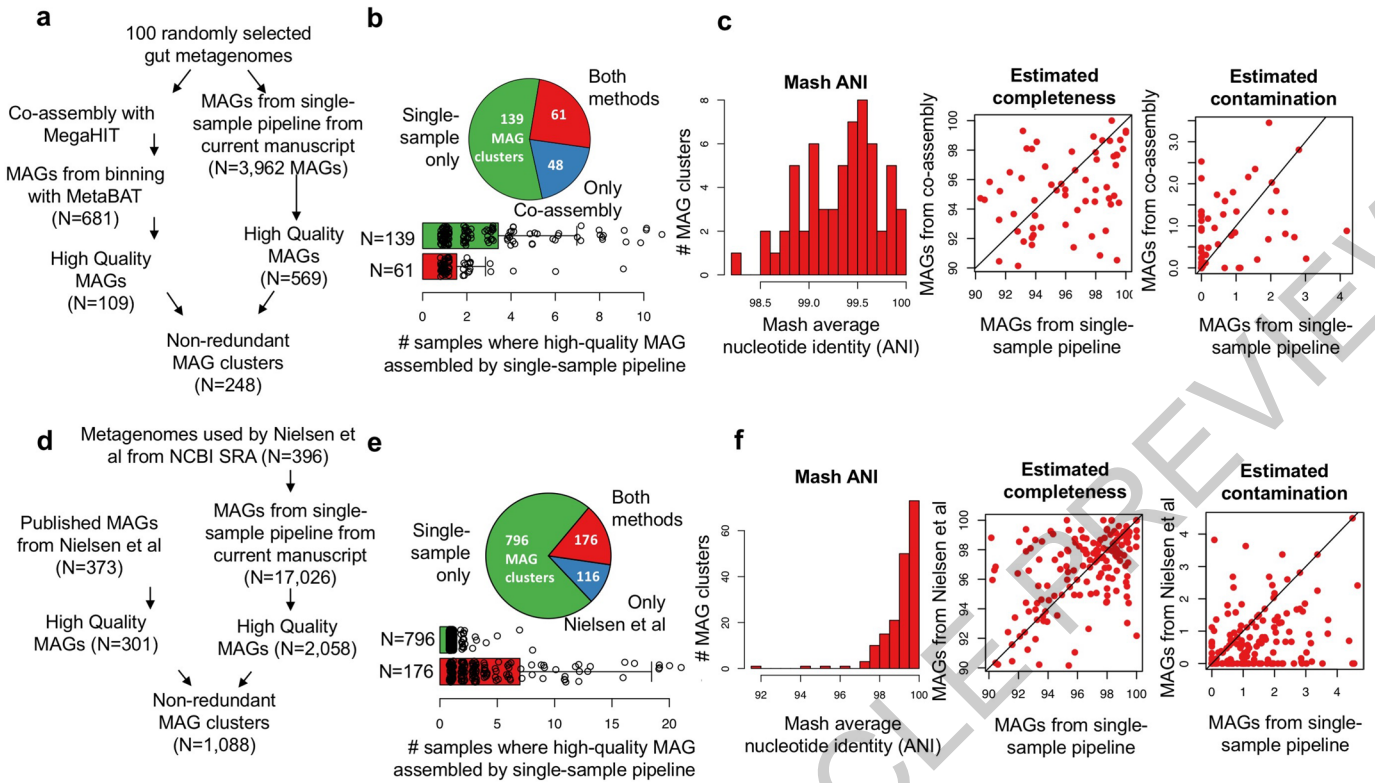 a
100 randomly selected
gut metagenomes
Co-assembly with
MegaHIT
MAGs from binning
with MetaBAT
(N=681)
High Quality
MAGs
(N=109)
MAGs from single-
sample pipeline from
current manuscript
(N=3,962 MAGs)
High Quality
MAGs
(N=569)
Non-redundant
MAG clusters
(N=248)
b
Single-
sample
only
139
MAG
clusters
61
48
Both
methods
Only
Co-assembly
N=139
N=61
0 2 4 6 8 10
# samples where high-quality MAG
assembled by single-sample pipeline
c
Mash ANI
# MAG clusters
8
6
4
2
0
98.5 99.0 99.5 100
Mash average
nucleotide identity (ANI)
Estimated
completeness
MAGs from co-assembly
100
98
96
94
92
90
90 92 94 96 98 100
MAGs from single-
sample pipeline
Estimated
contamination
MAGs from co-assembly
3.0
2.0
1.0
0.0
0 1 2 3 4
MAGs from single-
sample pipeline
d
Metagenomes used by Nielsen et
al from NCBI SRA (N=396)
Published MAGs
from Nielsen et al
(N=373)
High Quality
MAGs (N=301)
MAGs from single-
sample pipeline from
current manuscript
(N=17,026)
High Quality
MAGs (N=2,058)
Non-redundant
MAG clusters
(N=1,088)
e
Single-
sample
only
796
MAG
clusters
176
116
Both
methods
Only
Nielsen et al
N=796
N=176
0 5 10 15 20
# samples where high-quality MAG
assembled by single-sample pipeline
f
Mash ANI
# MAG clusters
60
40
20
0
92 94 96 98 100
Mash average
nucleotide identity (ANI)
Estimated
completeness
MAGs from Nielsen et al
100
98
96
94
92
90
90 92 94 96 98 100
MAGs from single-
sample pipeline
Estimated
contamination
MAGs from Nielsen et al
4
3
2
1
0
0 1 2 3 4
MAGs from single-
sample pipeline
CLE PREVIEW